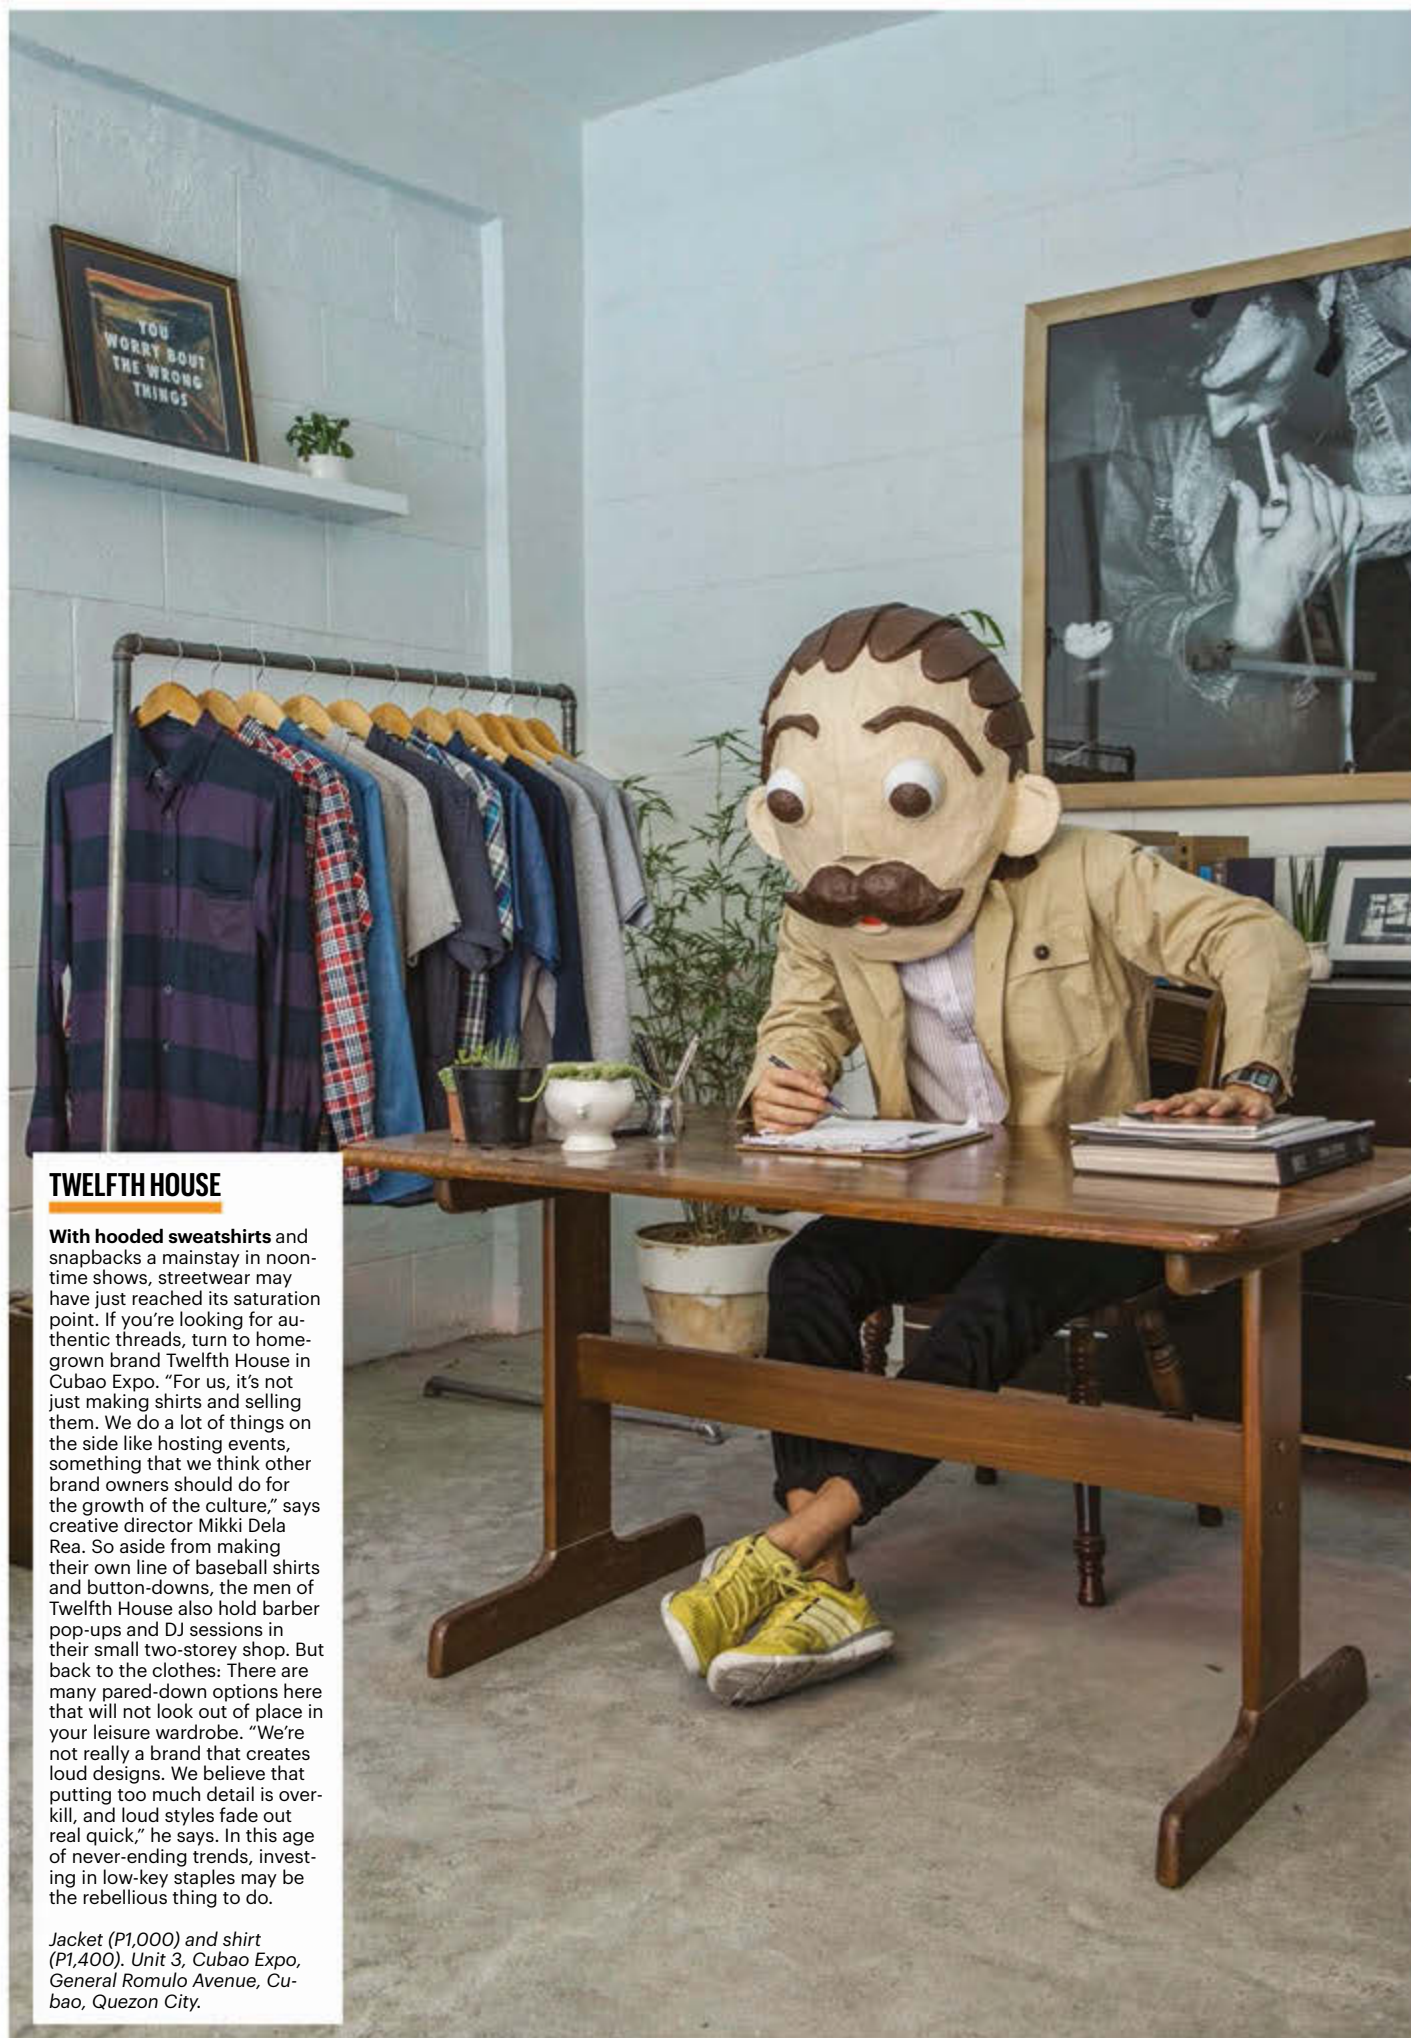 YOU
WORRY BOUT
THE WRONG
THINGS
TWELFTH HOUSE
With hooded sweatshirts and
snapbacks a mainstay in noon-
time shows, streetwear may
have just reached its saturation
point. If you’re looking for au-
thentic threads, turn to home-
grown brand Twelfth House in
Cubao Expo. “For us, it’s not
just making shirts and selling
them. We do a lot of things on
the side like hosting events,
something that we think other
brand owners should do for
the growth of the culture,” says
creative director Mikki Dela
Rea. So aside from making
their own line of baseball shirts
and button-downs, the men of
Twelfth House also hold barber
pop-ups and DJ sessions in
their small two-storey shop. But
back to the clothes: There are
many pared-down options here
that will not look out of place in
your leisure wardrobe. “We’re
not really a brand that creates
loud designs. We believe that
putting too much detail is over-
kill, and loud styles fade out
real quick,” he says. In this age
of never-ending trends, invest-
ing in low-key staples may be
the rebellious thing to do.
Jacket (P1,000) and shirt
(P1,400). Unit 3, Cubao Expo,
General Romulo Avenue, Cu-
bao, Quezon City.